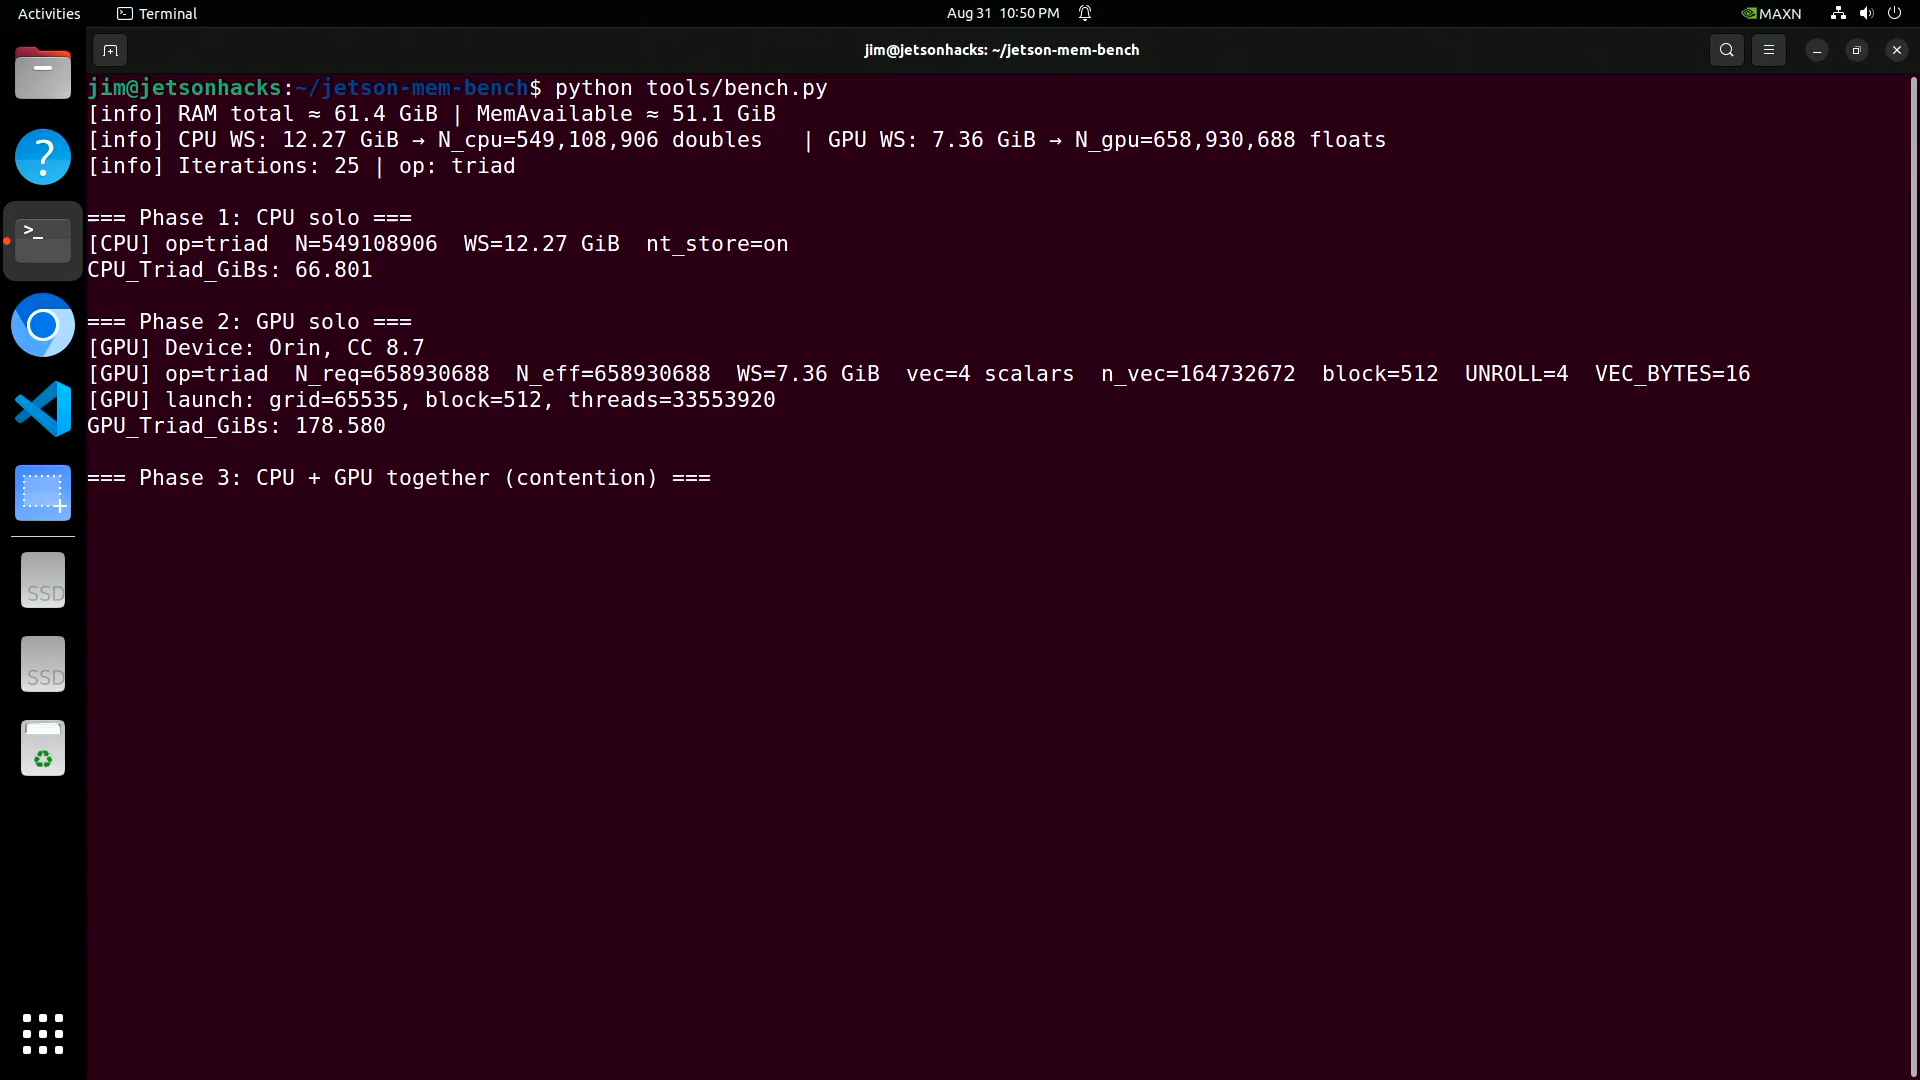 Activities
Terminal
Aug 31 10:50 PM
MAXN
jim@jetsonhacks: ~/jetson-mem-bench
jim@jetsonhacks:~/jetson-mem-bench$ python tools/bench.py
[info] RAM total ≈ 61.4 GiB | MemAvailable ≈ 51.1 GiB
[info] CPU WS: 12.27 GiB → N_cpu=549,108,906 doubles   | GPU WS: 7.36 GiB → N_gpu=658,930,688 floats
[info] Iterations: 25 | op: triad
=== Phase 1: CPU solo ===
[CPU] op=triad  N=549108906  WS=12.27 GiB  nt_store=on
CPU_Triad_GiBs: 66.801
=== Phase 2: GPU solo ===
[GPU] Device: Orin, CC 8.7
[GPU] op=triad  N_req=658930688  N_eff=658930688  WS=7.36 GiB  vec=4 scalars  n_vec=164732672  block=512  UNROLL=4  VEC_BYTES=16
[GPU] launch: grid=65535, block=512, threads=33553920
GPU_Triad_GiBs: 178.580
=== Phase 3: CPU + GPU together (contention) ===
SSD
SSD